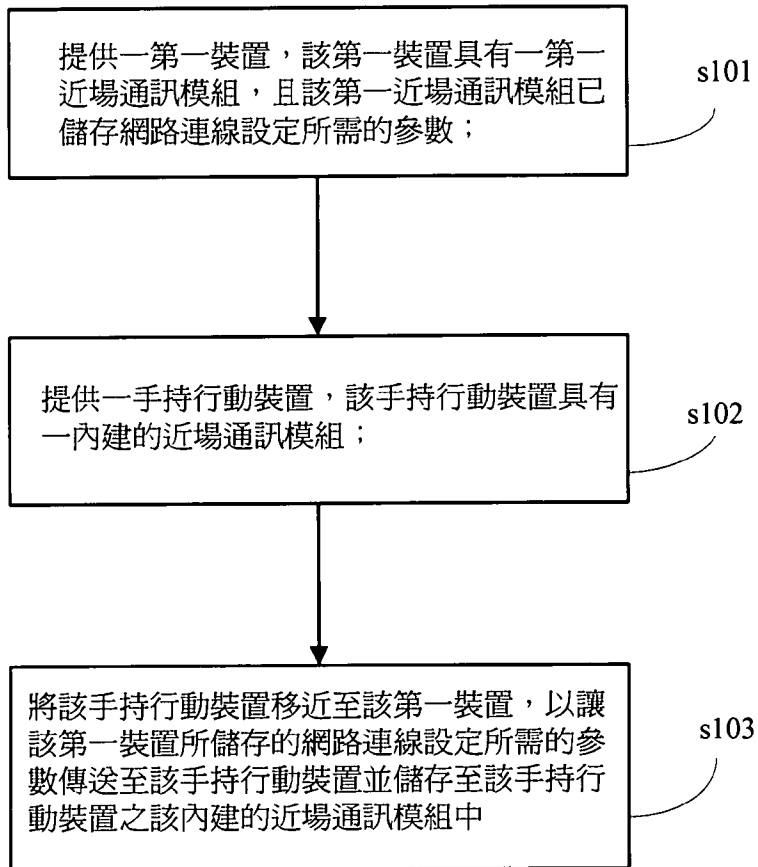 提供一第一裝置，該第一裝置具有一第一
近場通訊模組，且該第一近場通訊模組已
儲存網路連線設定所需的參數；
s101
提供一手持行動裝置，該手持行動裝置具有
一內建的近場通訊模組；
s102
將該手持行動裝置移近至該第一裝置，以讓
該第一裝置所儲存的網路連線設定所需的參
數傳送至該手持行動裝置並儲存至該手持行
動裝置之該內建的近場通訊模組中
s103